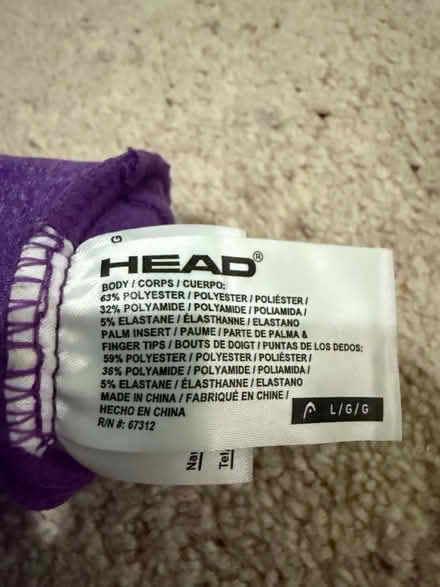 G
HEAD®
BODY / CORPS / CUERPO:
63% POLYESTER / POLYESTER / POLIÉSTER /
32% POLYAMIDE / POLYAMIDE / POLIAMIDA /
5% ELASTANE / ÉLASTHANNE / ELASTANO
PALM INSERT / PAUME / PARTE DE PALMA &
FINGER TIPS / BOUTS DE DOIGT / PUNTAS DE LOS DEDOS:
59% POLYESTER / POLYESTER / POLIÉSTER /
36% POLYAMIDE / POLYAMIDE / POLIAMIDA /
5% ELASTANE / ÉLASTHANNE / ELASTANO
MADE IN CHINA / FABRIQUÉ EN CHINE /
HECHO EN CHINA
R/N #: 67312
L/G/G